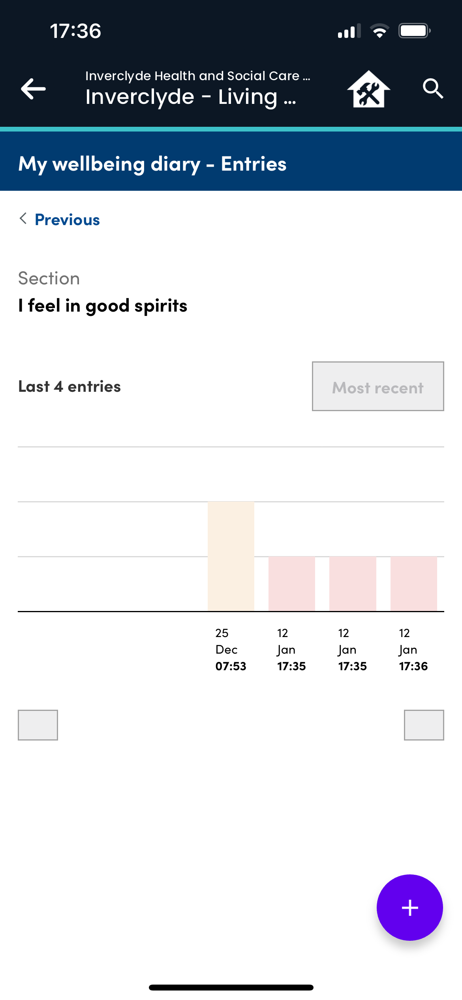 17:36
Inverclyde Health and Social Care ...
Inverclyde - Living ...
My wellbeing diary - Entries
Previous
Section
I feel in good spirits
Last 4 entries
Most recent
25 Dec 07:53
12 Jan 17:35
12 Jan 17:35
12 Jan 17:36
+